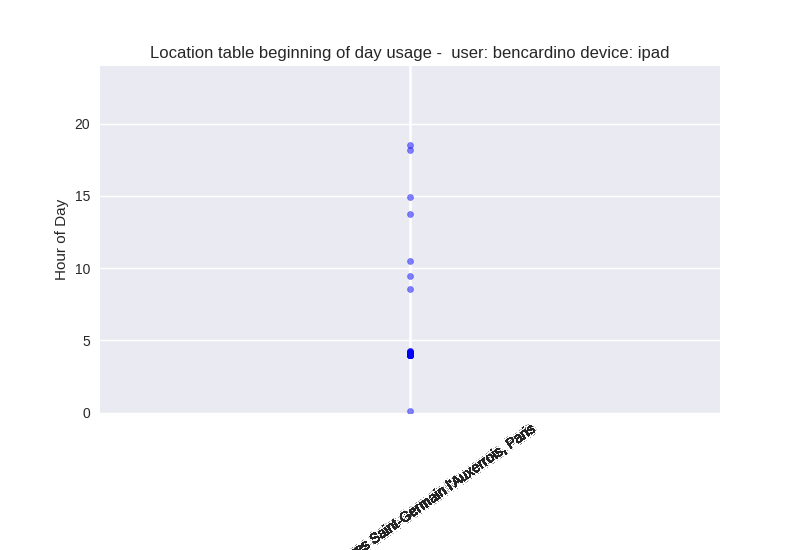 Location table beginning of day usage -  user: bencardino device: ipad
20
15
10
5
0
Hour of Day
Saint-Germain l'Auxerrois, Paris